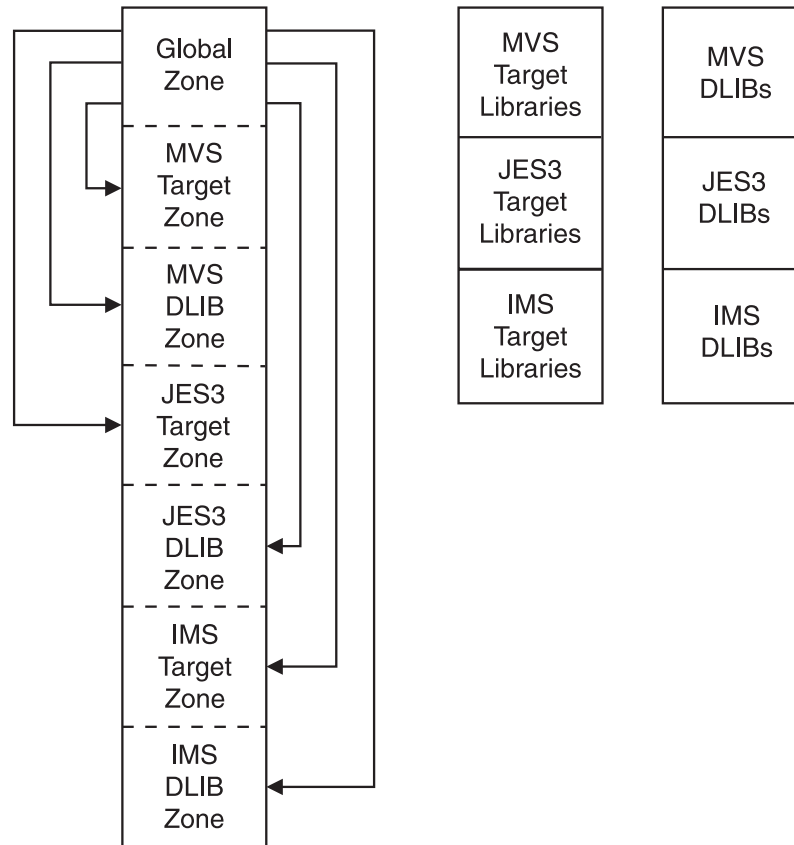 Global
Zone
MVS
Target
Zone
MVS
DLIB
Zone
JES3
Target
Zone
JES3
DLIB
Zone
IMS
Target
Zone
IMS
DLIB
Zone
MVS
Target
Libraries
JES3
Target
Libraries
IMS
Target
Libraries
MVS
DLIBs
JES3
DLIBs
IMS
DLIBs